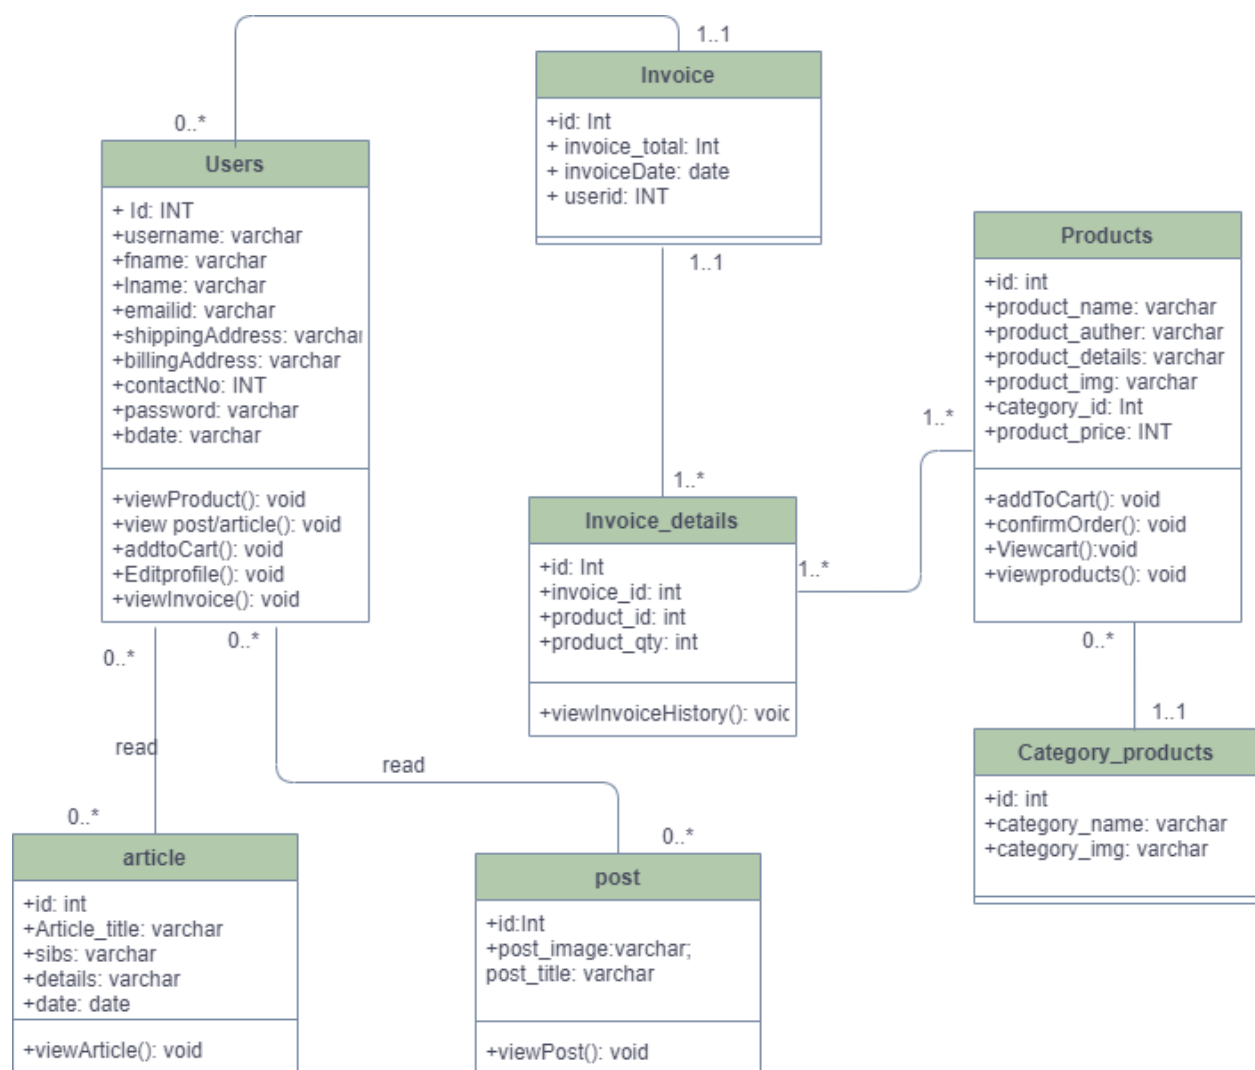 1..1
Invoice
+id: Int
+ invoice_total: Int
+ invoiceDate: date
+ userid: INT
0..*
Users
+ Id: INT
+username: varchar
+fname: varchar
+lname: varchar
+emailid: varchar
+shippingAddress: varchar
+billingAddress: varchar
+contactNo: INT
+password: varchar
+bdate: varchar
+viewProduct(): void
+view post/article(): void
+addtoCart(): void
+Editprofile(): void
+viewInvoice(): void
1..1
Products
+id: int
+product_name: varchar
+product_auther: varchar
+product_details: varchar
+product_img: varchar
+category_id: Int
+product_price: INT
+addToCart(): void
+confirmOrder(): void
+Viewcart():void
+viewproducts(): void
1..*
1..*
Invoice_details
+id: Int
+invoice_id: int
+product_id: int
+product_qty: int
+viewInvoiceHistory(): void
1..*
0..*
1..1
Category_products
+id: int
+category_name: varchar
+category_img: varchar
0..*
0..*
read
read
0..*
article
+id: int
+Article_title: varchar
+sibs: varchar
+details: varchar
+date: date
+viewArticle(): void
0..*
post
+id:Int
+post_image:varchar;
post_title: varchar
+viewPost(): void